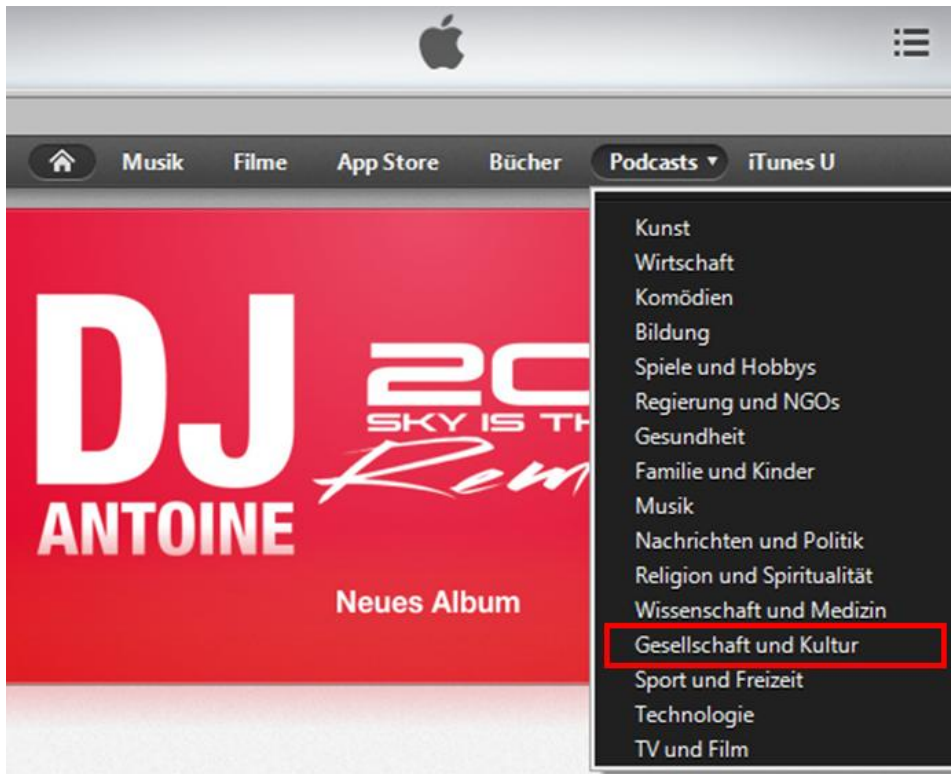 Musik Filme App Store Bücher Podcasts iTunes U
DJ
ANTOINE
SKY IS
Neues Album
Kunst
Wirtschaft
Komödien
Bildung
Spiele und Hobbys
Regierung und NGOs
Gesundheit
Familie und Kinder
Musik
Nachrichten und Politik
Religion und Spiritualität
Wissenschaft und Medizin
Gesellschaft und Kultur
Sport und Freizeit
Technologie
TV und Film